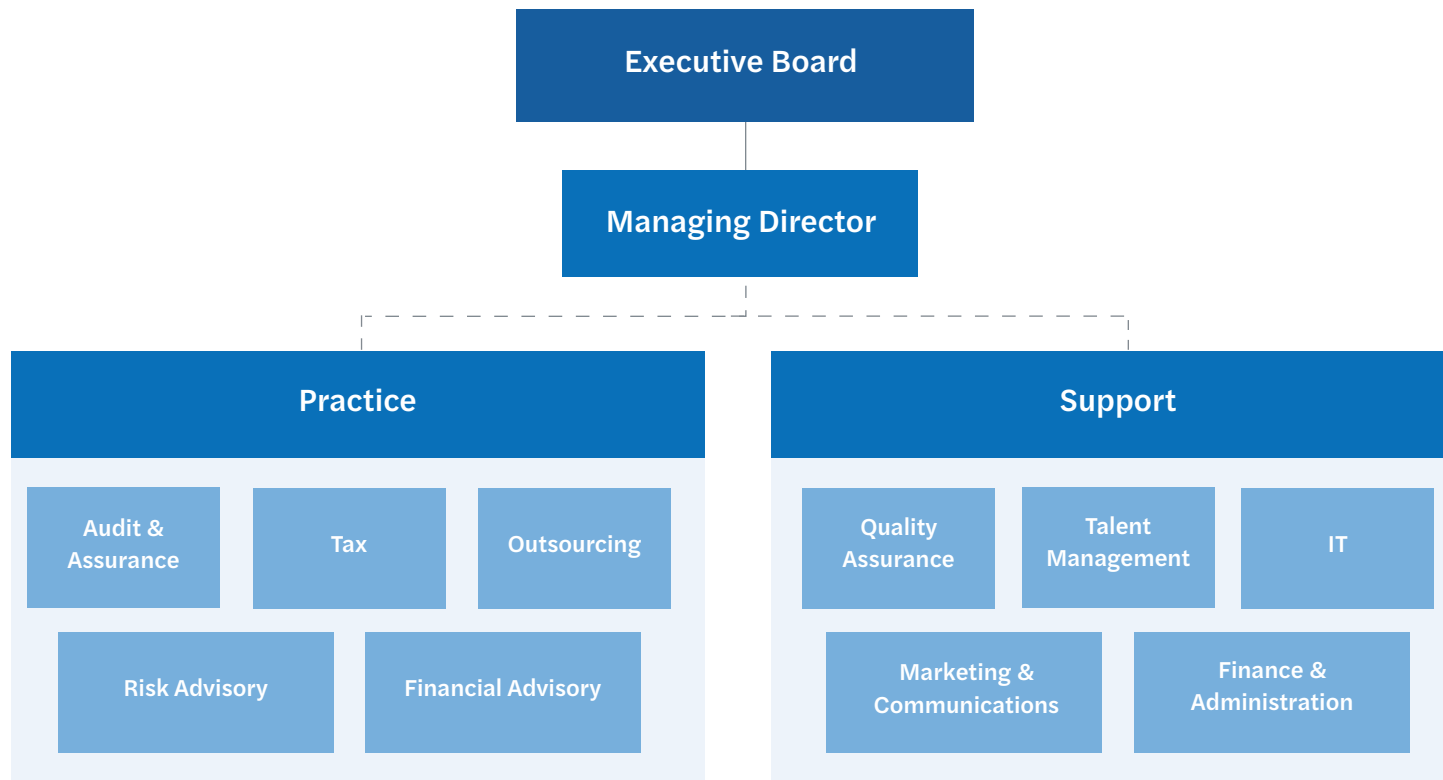 Executive Board
Managing Director
Practice
Audit &
Assurance
Tax
Outsourcing
Risk Advisory
Financial Advisory
Support
Quality
Assurance
Talent
Management
IT
Marketing &
Communications
Finance &
Administration